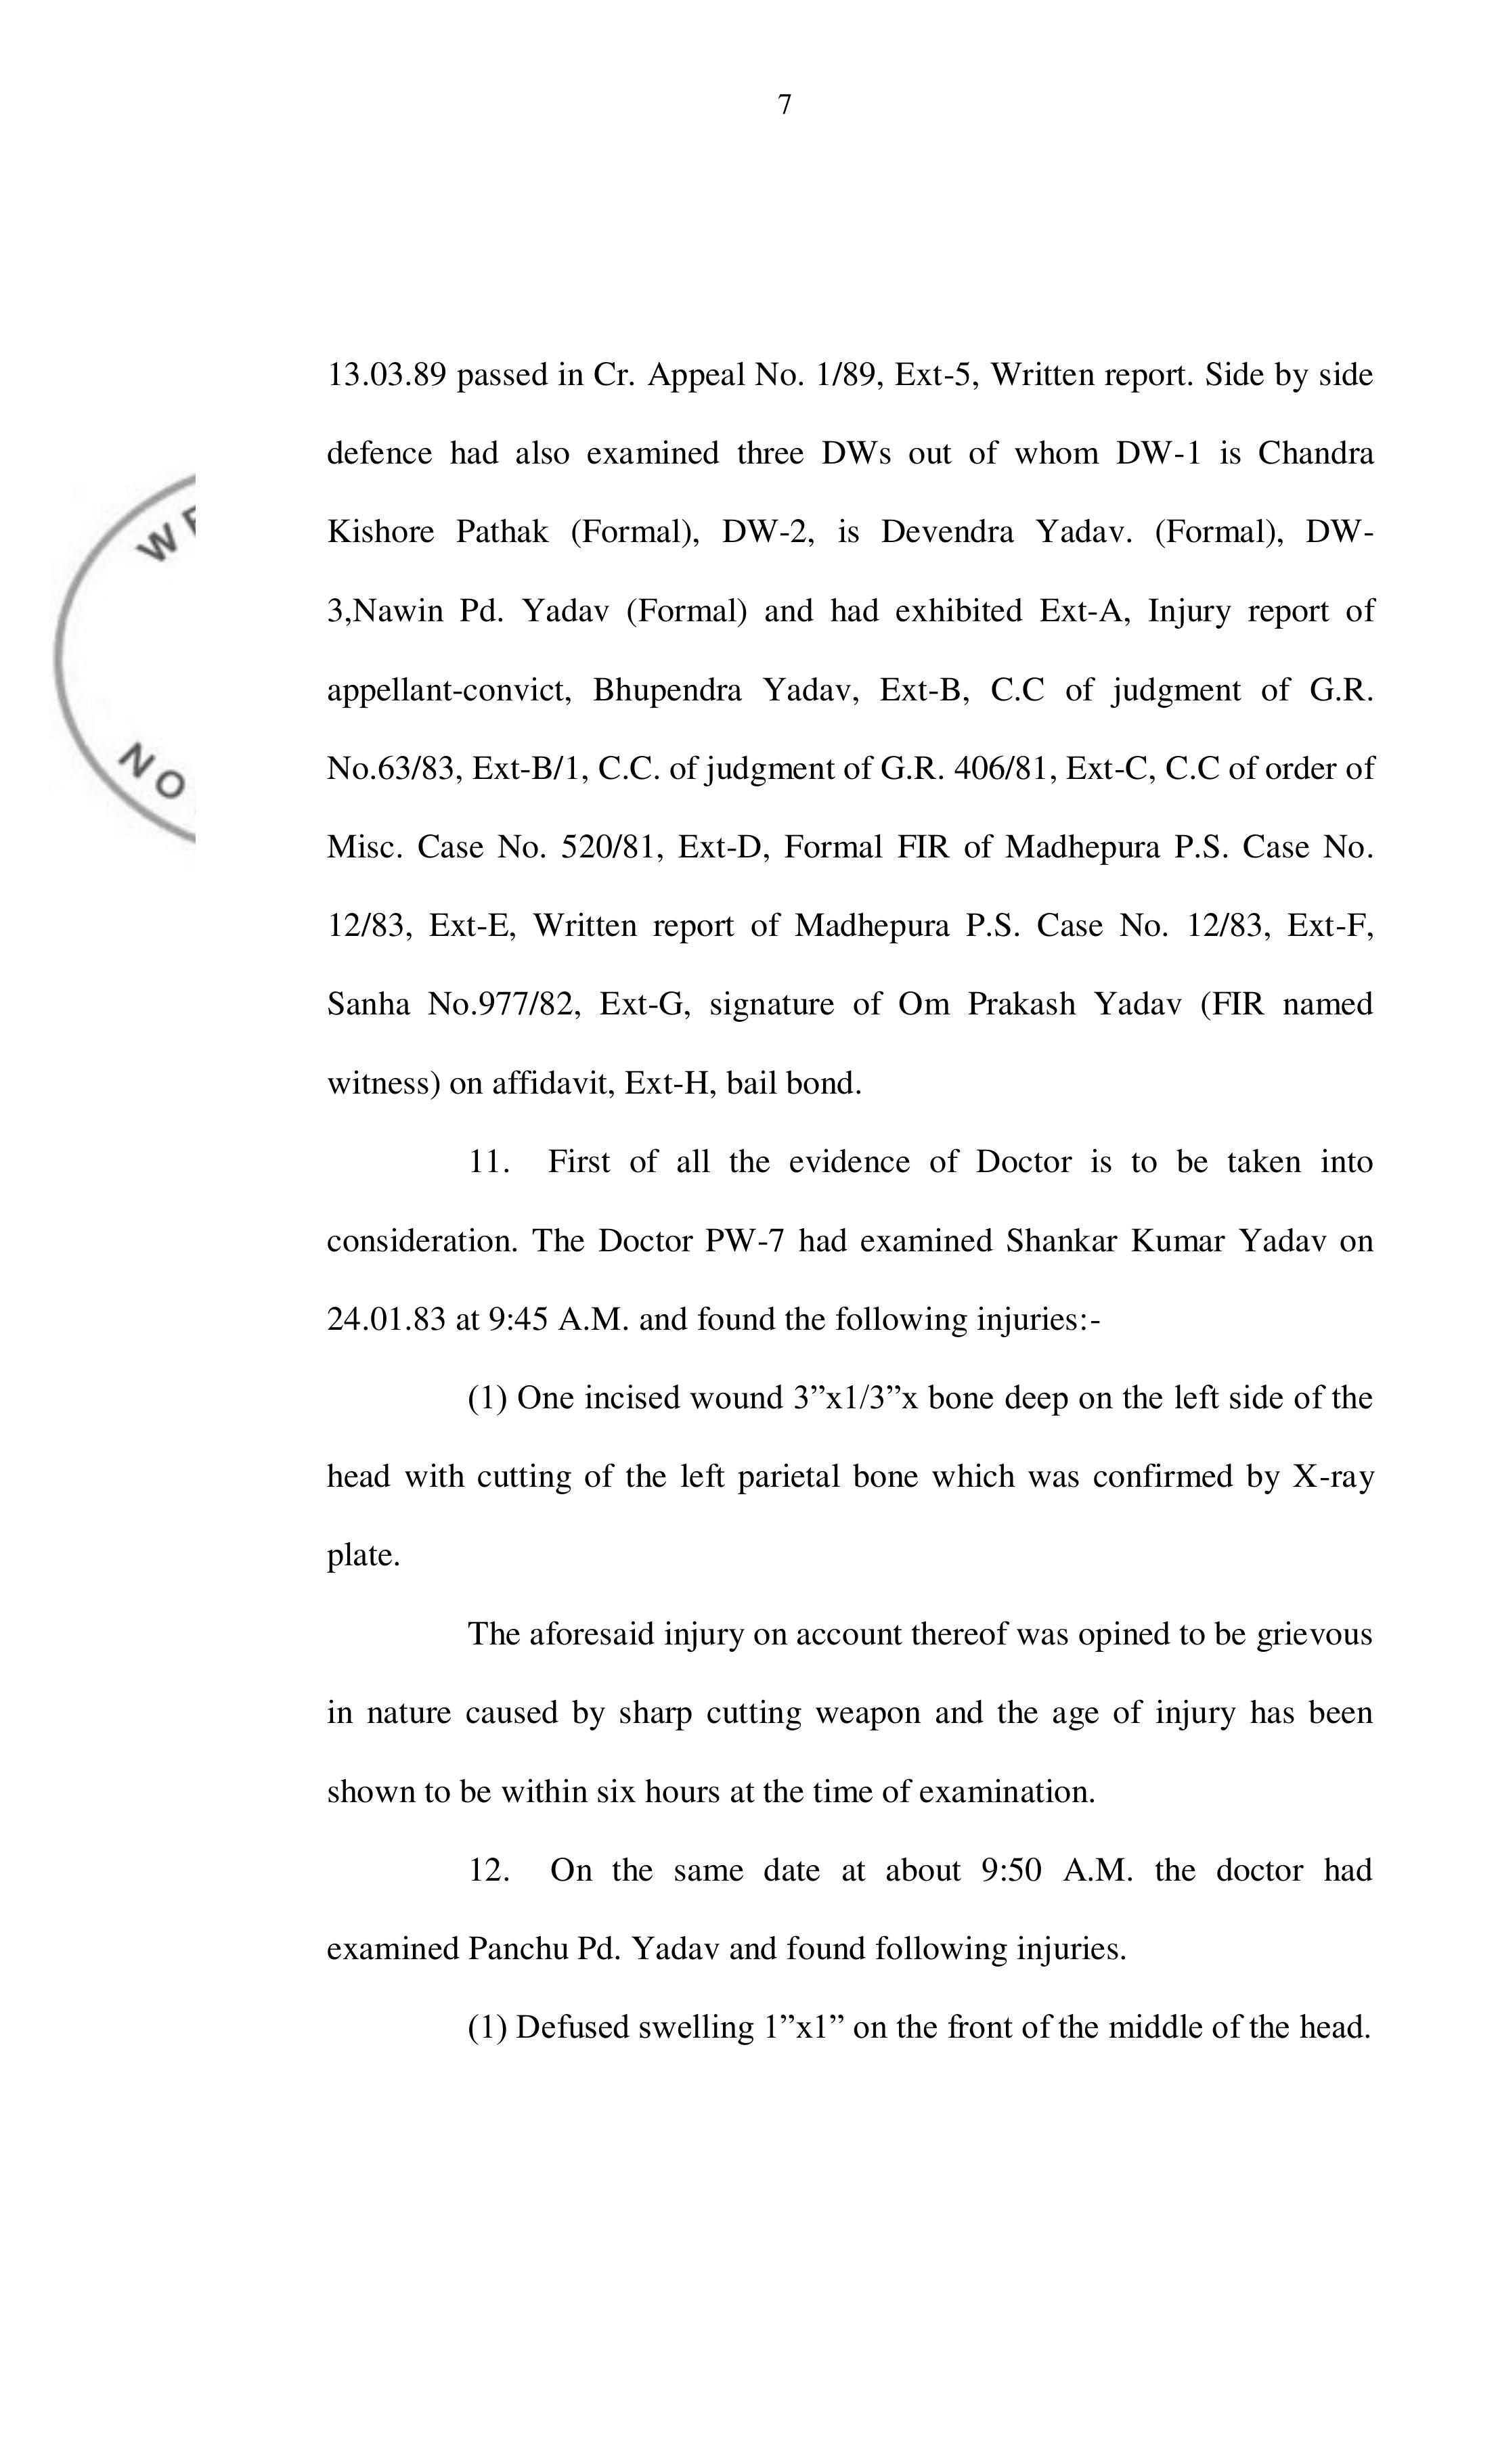 7
13.03.89 passed in Cr. Appeal No. 1/89, Ext-5, Written report. Side by side
defence had also examined three DWs out of whom DW-1 is Chandra
Kishore Pathak (Formal), DW-2, is Devendra Yadav. (Formal), DW-
3,Nawin Pd. Yadav (Formal) and had exhibited Ext-A, Injury report of
appellant-convict, Bhupendra Yadav, Ext-B, C.C of judgment of G.R.
No.63/83, Ext-B/1, C.C. of judgment of G.R. 406/81, Ext-C, C.C of order of
Misc. Case No. 520/81, Ext-D, Formal FIR of Madhepura P.S. Case No.
12/83, Ext-E, Written report of Madhepura P.S. Case No. 12/83, Ext-F,
Sanha No.977/82, Ext-G, signature of Om Prakash Yadav (FIR named
witness) on affidavit, Ext-H, bail bond.
11. First of all the evidence of Doctor is to be taken into
consideration. The Doctor PW-7 had examined Shankar Kumar Yadav on
24.01.83 at 9:45 A.M. and found the following injuries:-
(1) One incised wound 3”x1/3”x bone deep on the left side of the
head with cutting of the left parietal bone which was confirmed by X-ray
plate.
The aforesaid injury on account thereof was opined to be grievous
in nature caused by sharp cutting weapon and the age of injury has been
shown to be within six hours at the time of examination.
12. On the same date at about 9:50 A.M. the doctor had
examined Panchu Pd. Yadav and found following injuries.
(1) Defused swelling 1”x1” on the front of the middle of the head.
NO